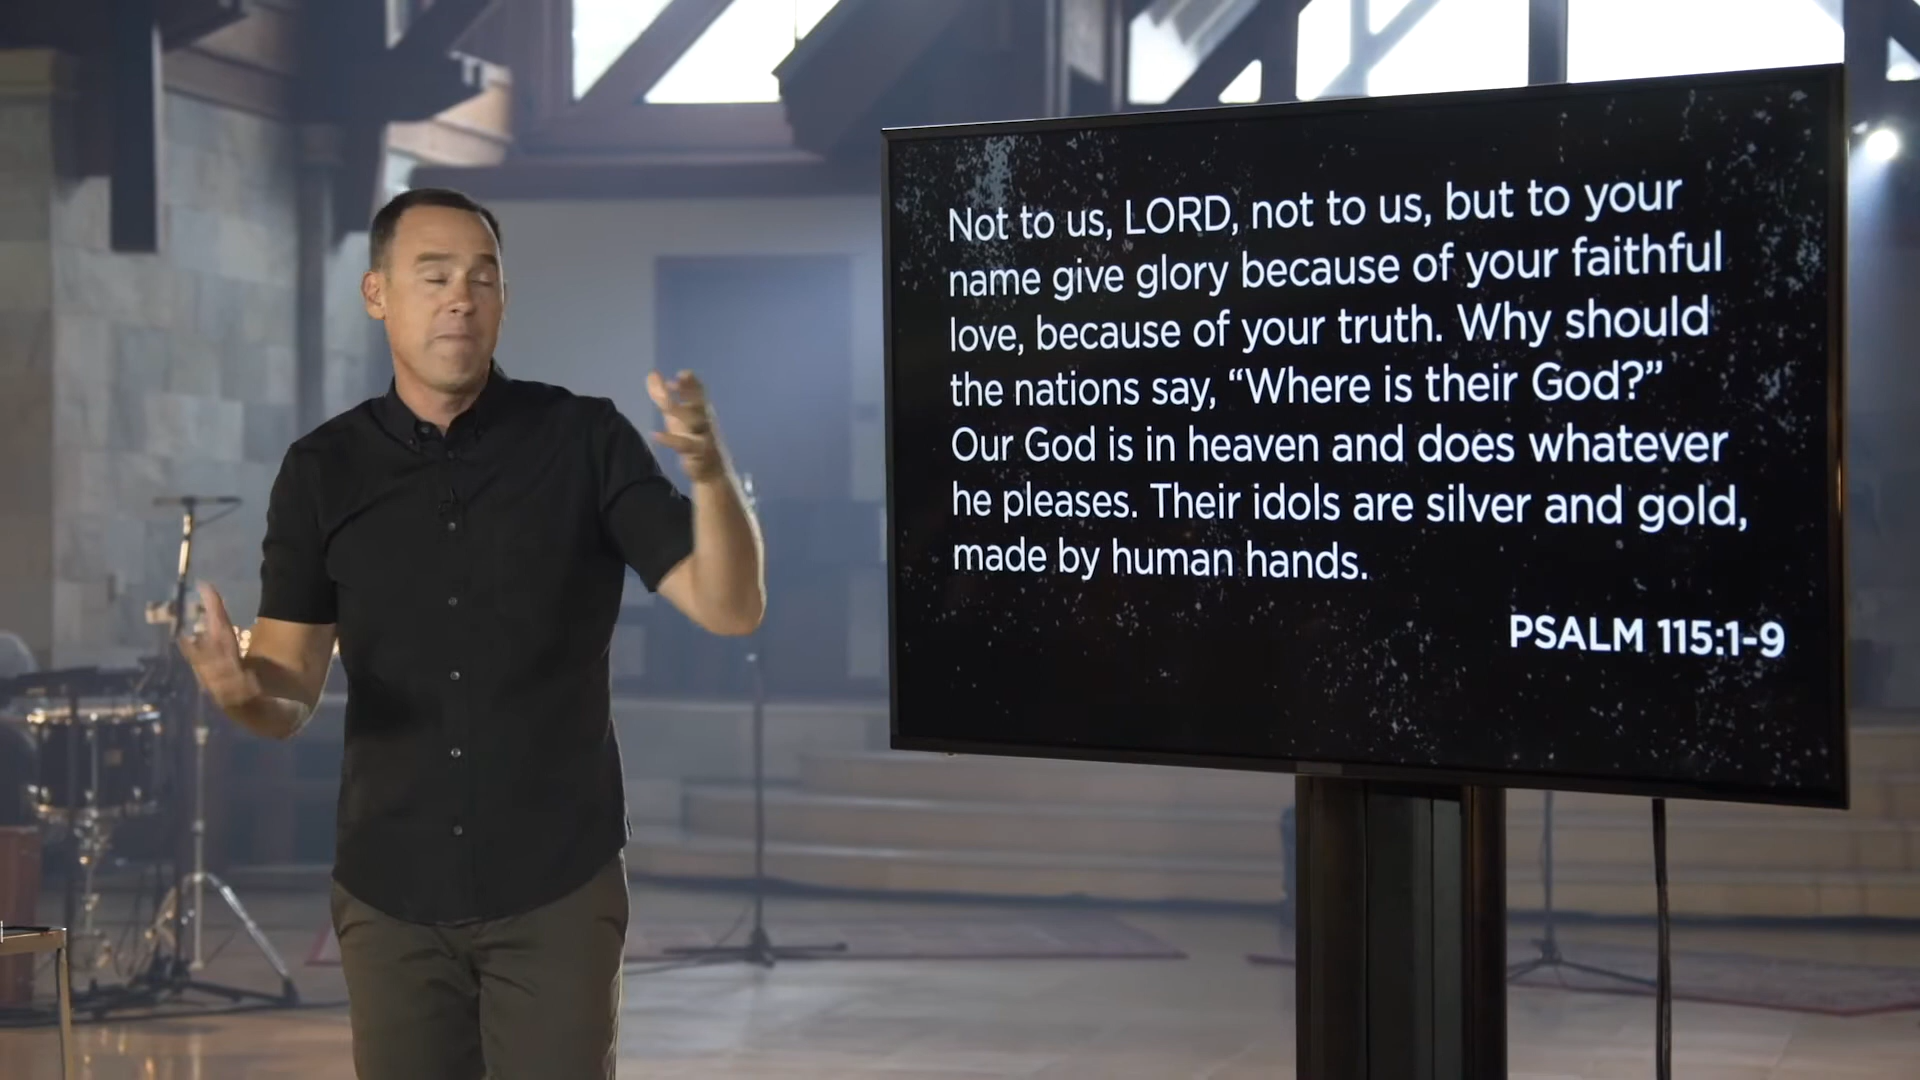 Not to us, LORD, not to us, but to your
name give glory because of your faithful
love, because of your truth. Why should
the nations say, “Where is their God?”
Our God is in heaven and does whatever
he pleases. Their idols are silver and gold,
made by human hands.
PSALM 115:1-9